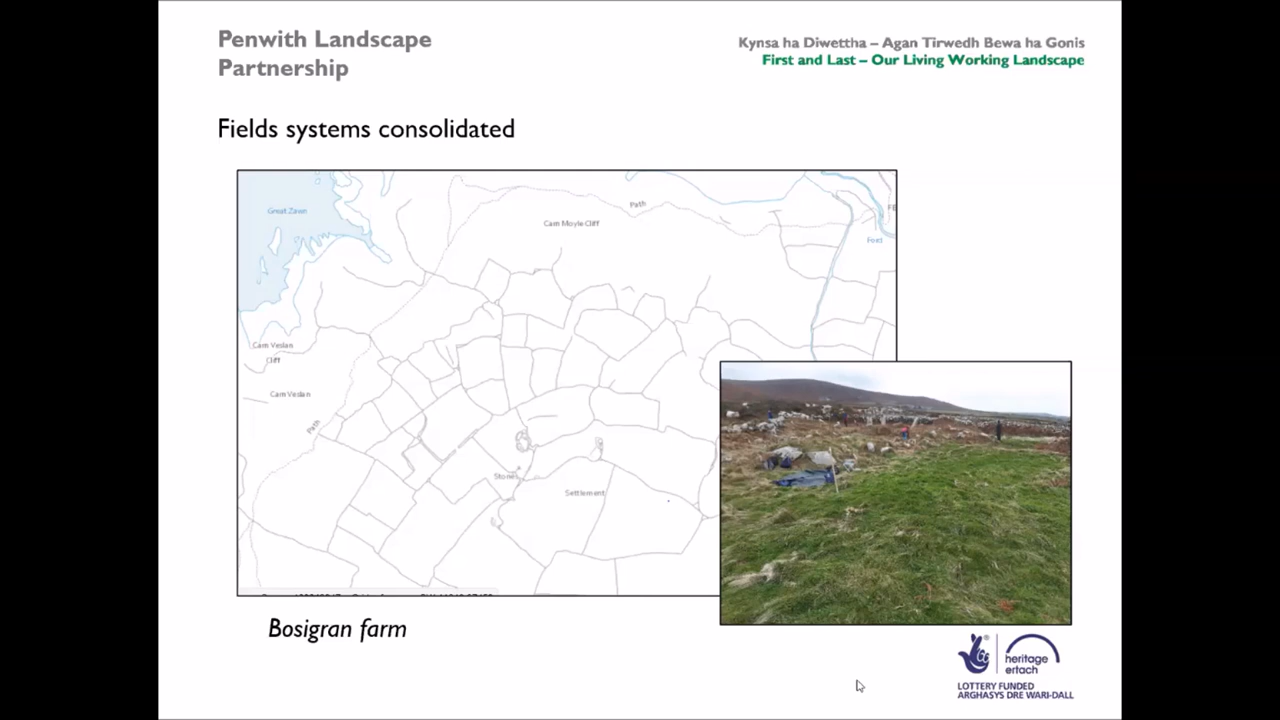 Penwith Landscape
Partnership
Kynsa ha Diwettha – Agan Tirwedh Bewa ha Gonis
First and Last – Our Living Working Landscape
Fields systems consolidated
Great Zawn
Path
Carn Moyle Cliff
Ford
Carn Veslan
Cliff
Carn Veslan
Path
Stone
Settlement
Bosigran farm
heritage
ertach
LOTTERY FUNDED
ARGHASYS DRE WARI-DALL